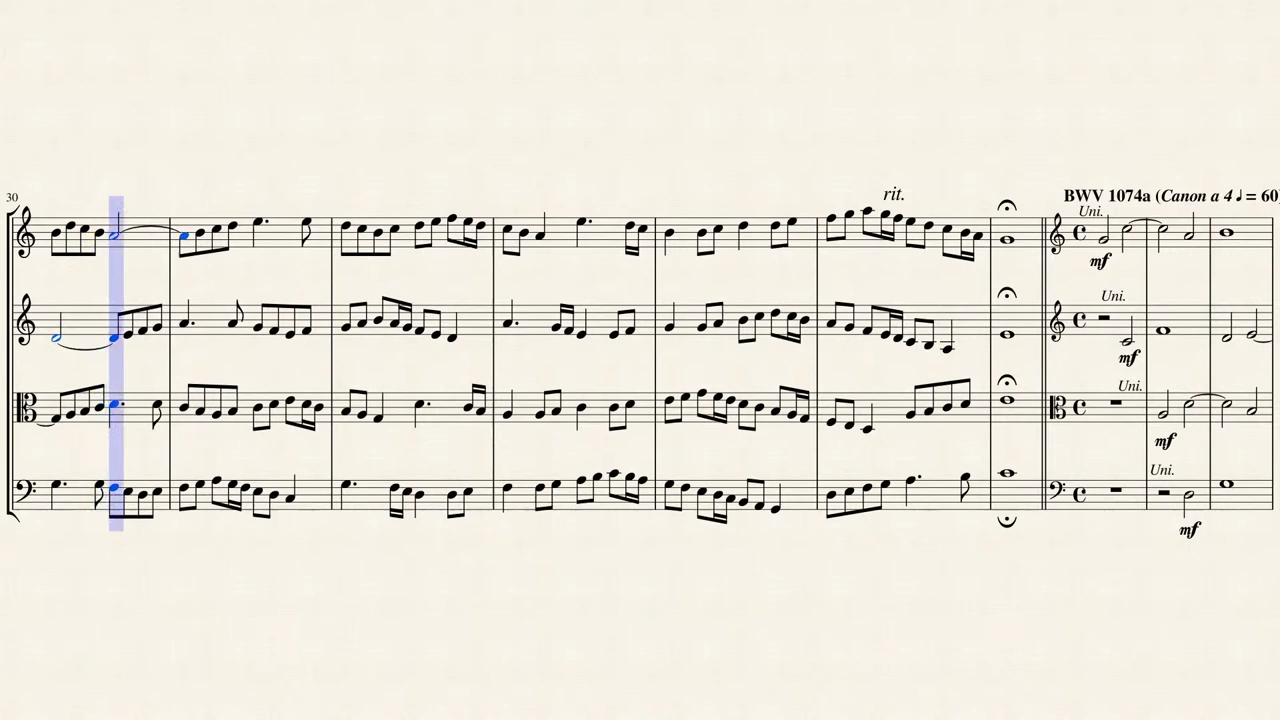 30
rit.
BWV 1074a (Canon a 4 ♩ = 60)
Uni.
mf
Uni.
mf
Uni.
mf
Uni.
mf